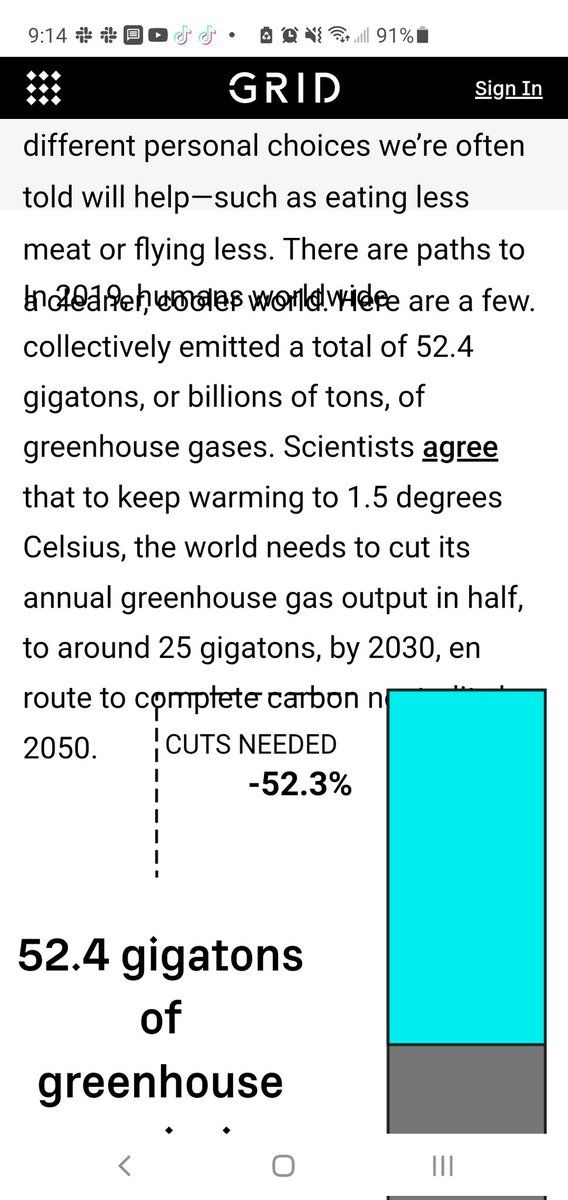 9:14 91%
GRID Sign In
different personal choices we're often
told will help—such as eating less
meat or flying less. There are paths to
a cleaner, cooler world. Here are a few.
In 2019, humans worldwide
collectively emitted a total of 52.4
gigatons, or billions of tons, of
greenhouse gases. Scientists agree
that to keep warming to 1.5 degrees
Celsius, the world needs to cut its
annual greenhouse gas output in half,
to around 25 gigatons, by 2030, en
route to complete carbon
2050.
CUTS NEEDED
-52.3%
52.4 gigatons
of
greenhouse